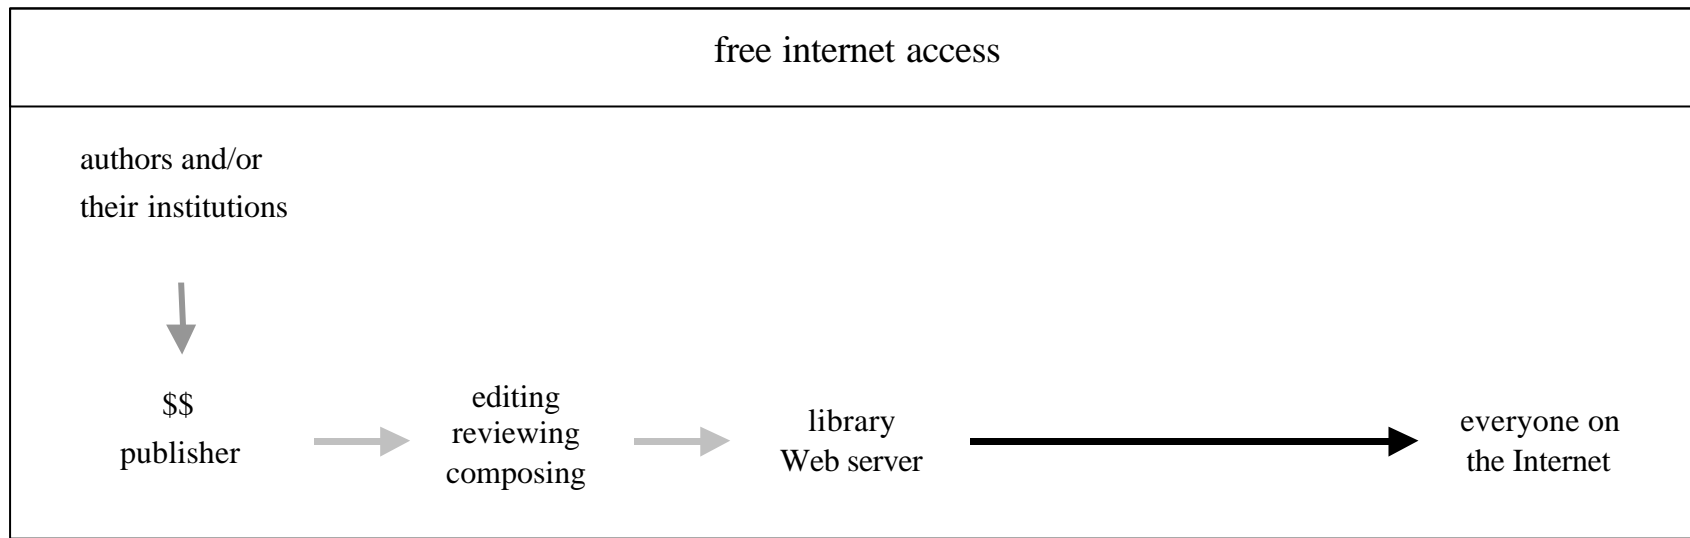 free internet access
authors and/or
their institutions
$$
publisher
editing
reviewing
composing
library
Web server
everyone on
the Internet